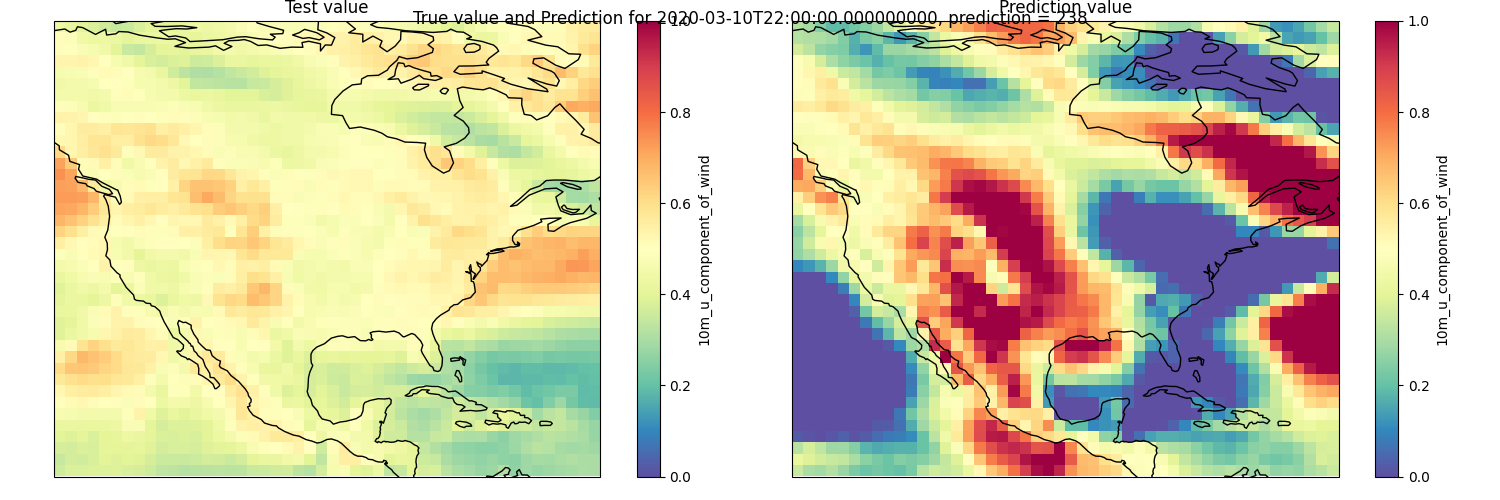 Test value
True value and Prediction for 2020-03-10T22:00:00.000000000, prediction = 238
Prediction value
1.0
0.8
0.6
0.4
0.2
0.0
10m_u_component_of_wind
1.0
0.8
0.6
0.4
0.2
0.0
10m_u_component_of_wind